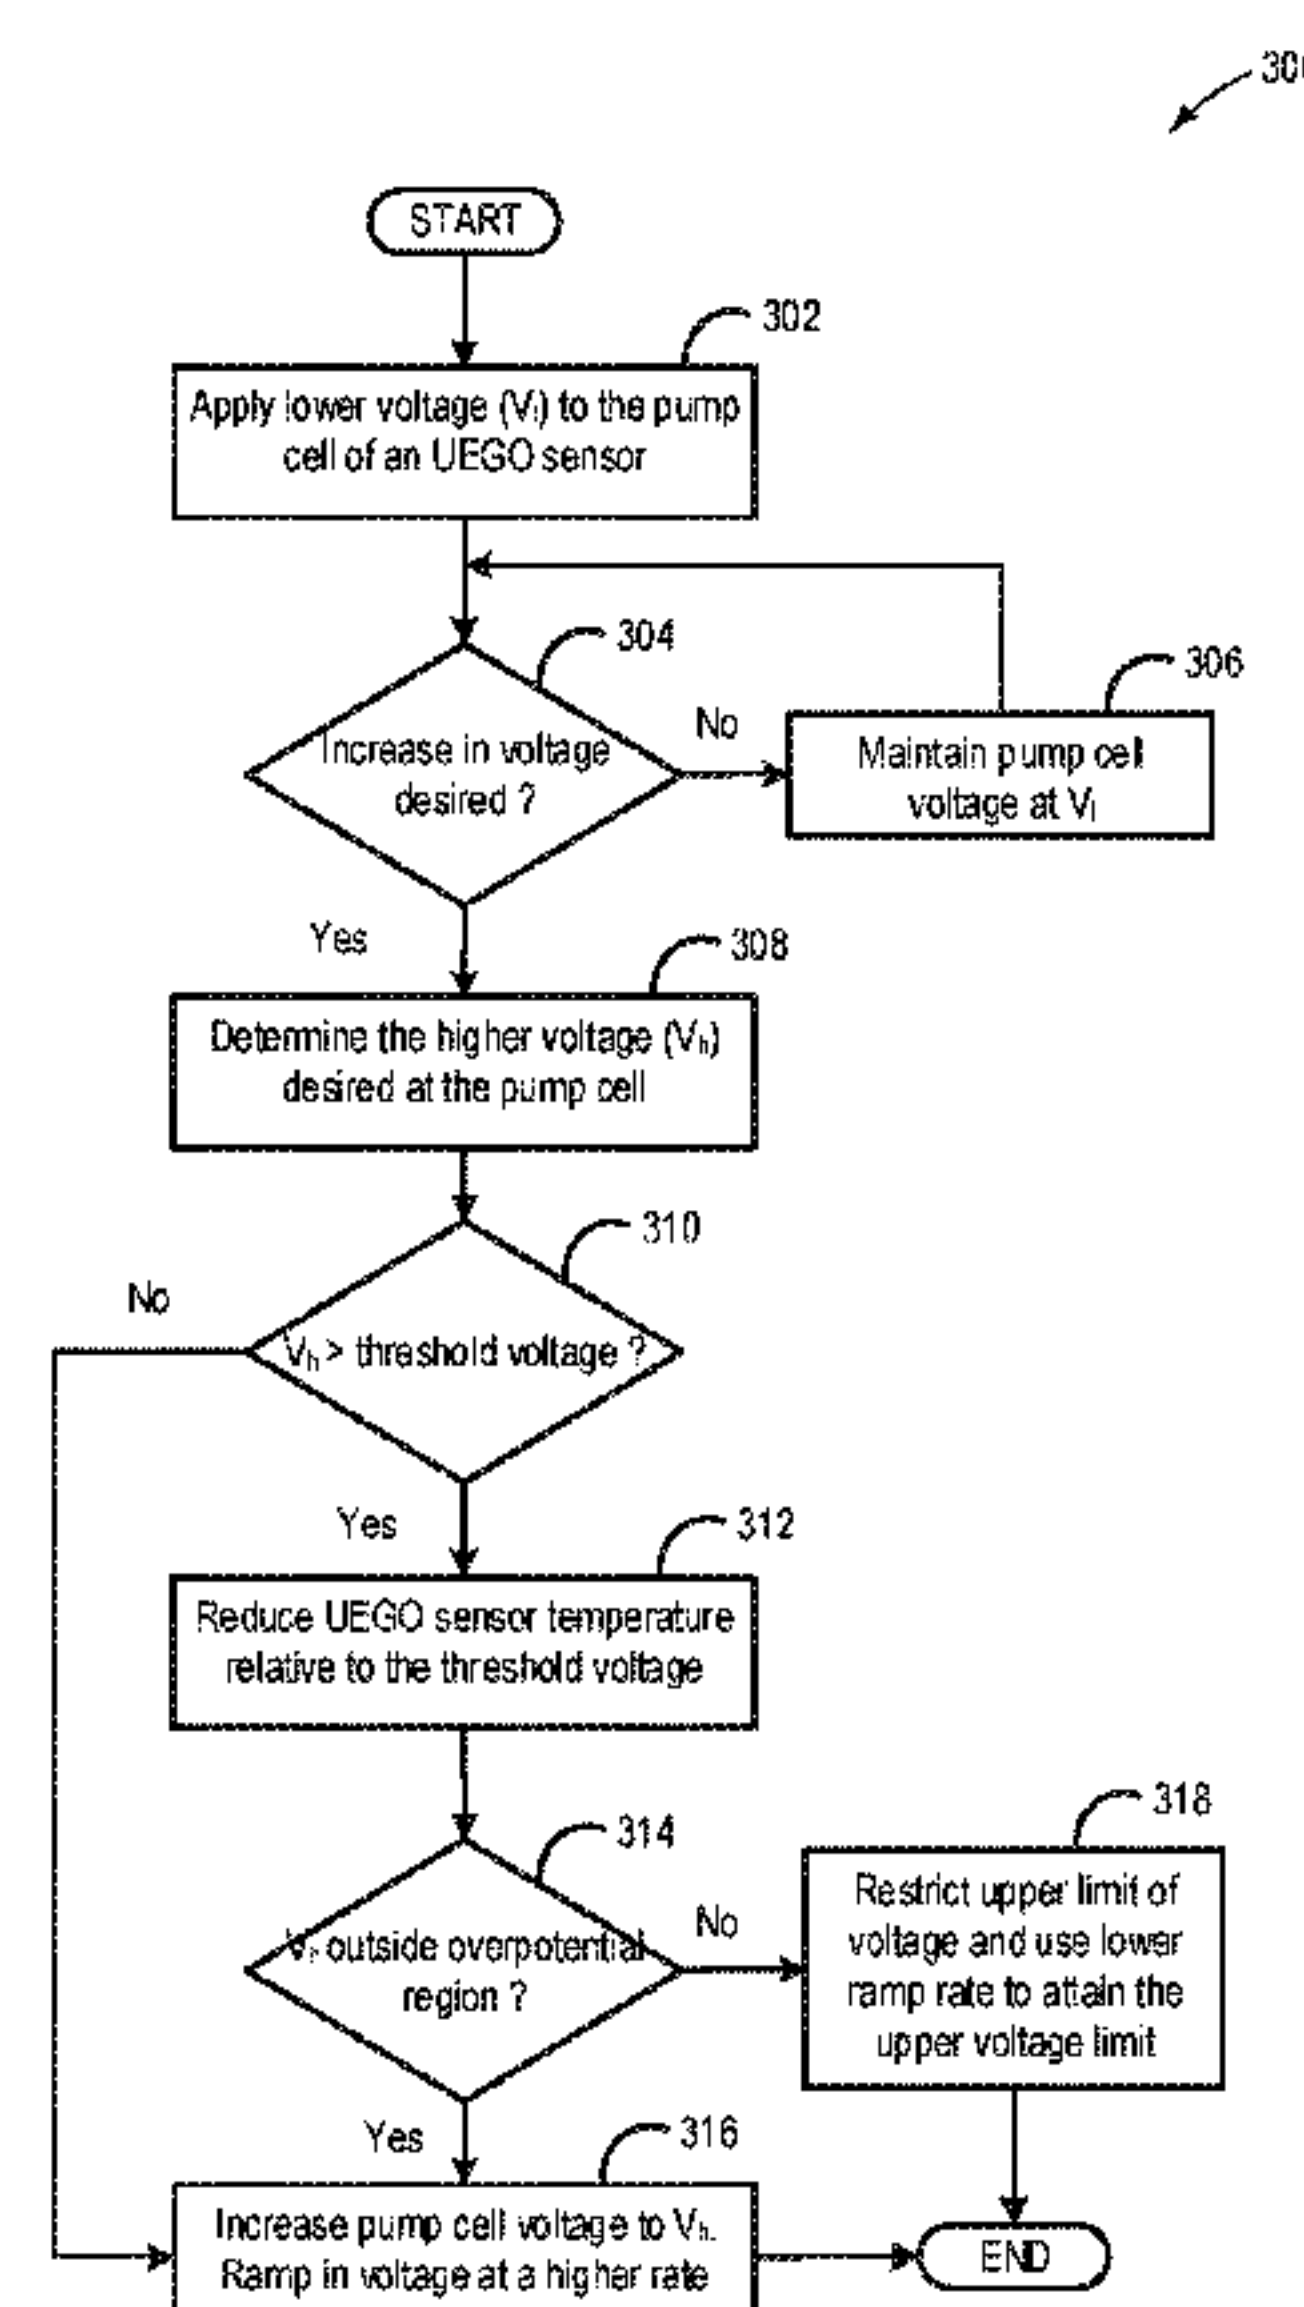 30
START
302
Apply lower voltage (Vₗ) to the pump
cell of an UEGO sensor
304
306
No
Increase in voltage
desired ?
Maintain pump cell
voltage at Vₗ
Yes
308
Determine the higher voltage (Vₕ)
desired at the pump cell
310
No
Vₕ > threshold voltage ?
Yes
312
Reduce UEGO sensor temperature
relative to the threshold voltage
314
318
No
Vₕ outside overpotential
region ?
Restrict upper limit of
voltage and use lower
ramp rate to attain the
upper voltage limit
Yes
316
Increase pump cell voltage to Vₕ.
Ramp in voltage at a higher rate
END